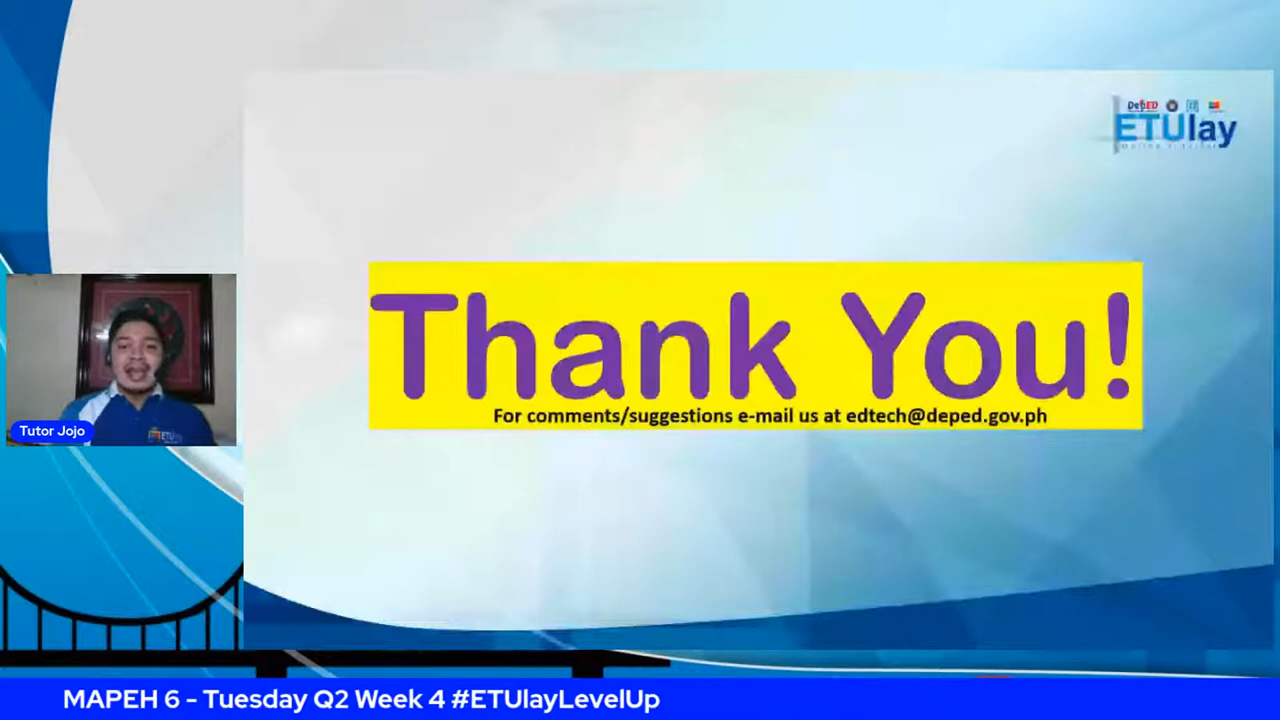 DepED
ETUlay
Thank You!
For comments/suggestions e-mail us at edtech@deped.gov.ph
Tutor Jojo
MAPEH 6 - Tuesday Q2 Week 4 #ETUlayLevelUp